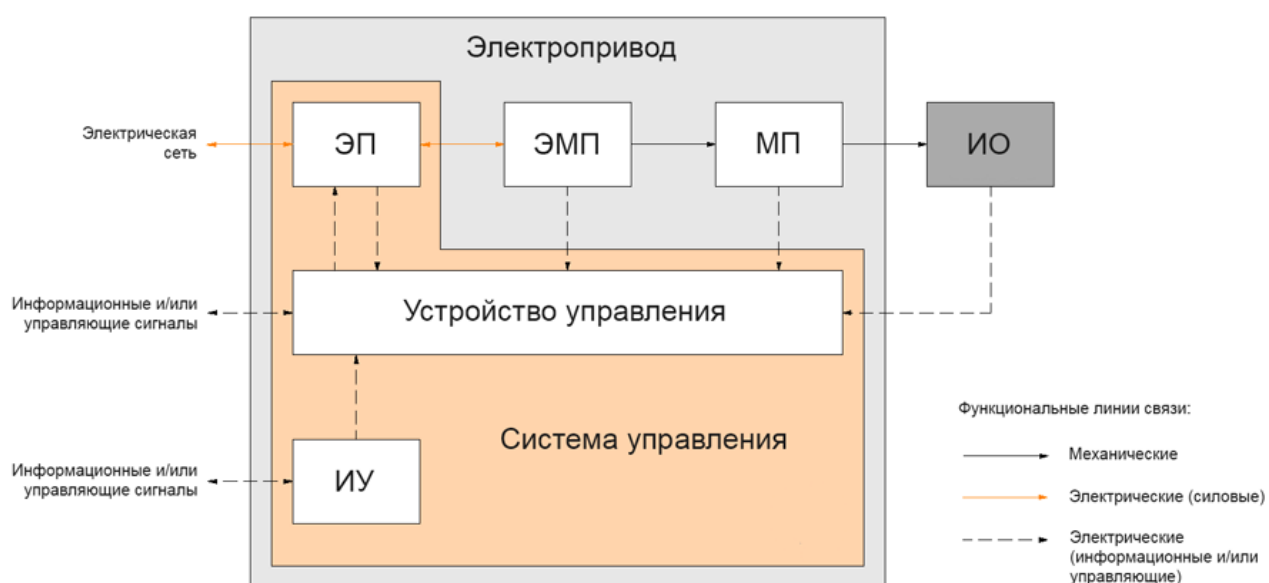 Электропривод
Электрическая
сеть
ЭП
ЭМП
МП
ИО
Информационные и/или
управляющие сигналы
Устройство управления
Функциональные линии связи:
Система управления
Механические
Информационные и/или
управляющие сигналы
ИУ
Электрические (силовые)
Электрические
(информационные и/или
управляющие)